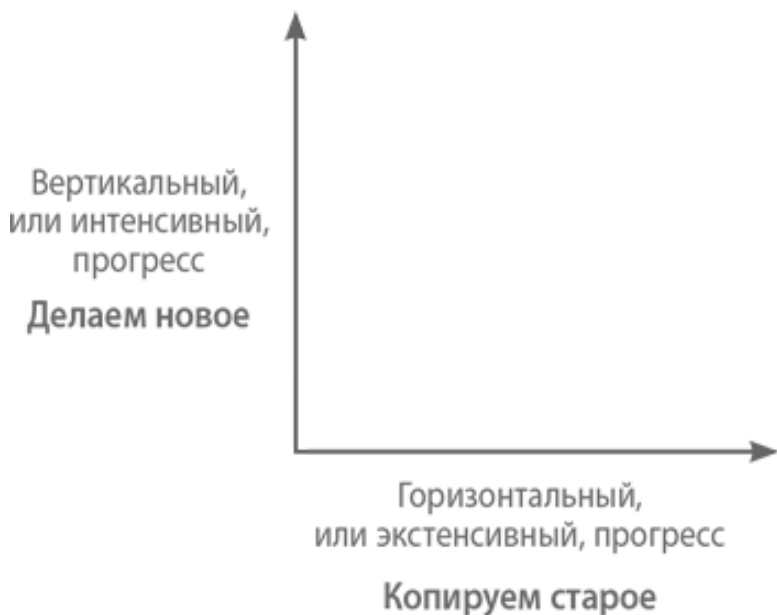 Вертикальный,
или интенсивный,
прогресс
Делаем новое
Горизонтальный,
или экстенсивный, прогресс
Копируем старое